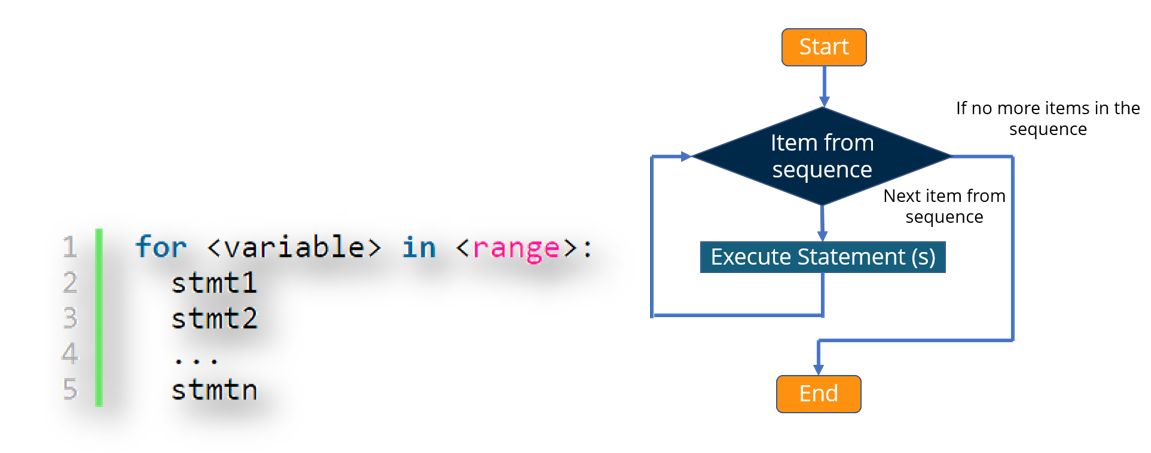 1 for <variable> in <range>:
2 stmt1
3 stmt2
4 ...
5 stmtn
Start
If no more items in the
sequence
Item from
sequence
Next item from
sequence
Execute Statement (s)
End